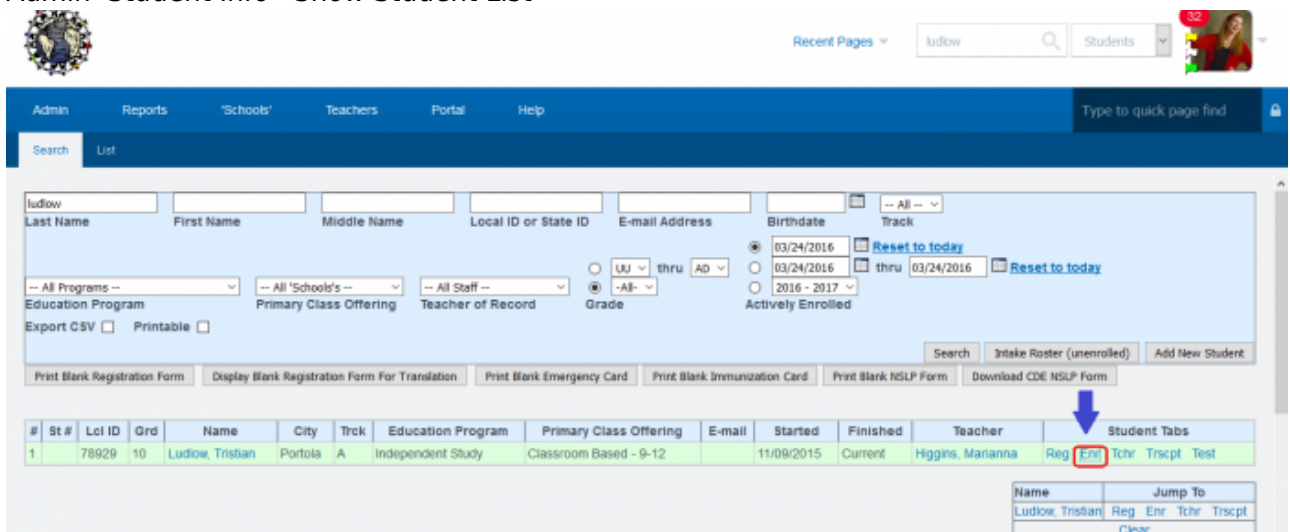 32
Recent Pages ludlow Students
Admin Reports 'Schools' Teachers Portal Help Type to quick page find
Search List
ludlow -- All --
Last Name First Name Middle Name Local ID or State ID E-mail Address Birthdate Track
03/24/2016 Reset to today
UU thru AD 03/24/2016 thru 03/24/2016 Reset to today
-- All Programs -- -- All 'Schools's -- -- All Staff -- -All- 2016 - 2017
Education Program Primary Class Offering Teacher of Record Grade Actively Enrolled
Export CSV Printable
Search Intake Roster (unenrolled) Add New Student
Print Blank Registration Form Display Blank Registration Form For Translation Print Blank Emergency Card Print Blank Immunization Card Print Blank NSLP Form Download CDE NSLP Form
# St # Lcl ID Grd Name City Trck Education Program Primary Class Offering E-mail Started Finished Teacher Student Tabs
1 78929 10 Ludlow, Tristian Portola A Independent Study Classroom Based - 9-12 11/09/2015 Current Higgins, Marianna Reg Enr Tchr Trscpt Test
Name Jump To
Ludlow, Tristian Reg Enr Tchr Trscpt
Clear